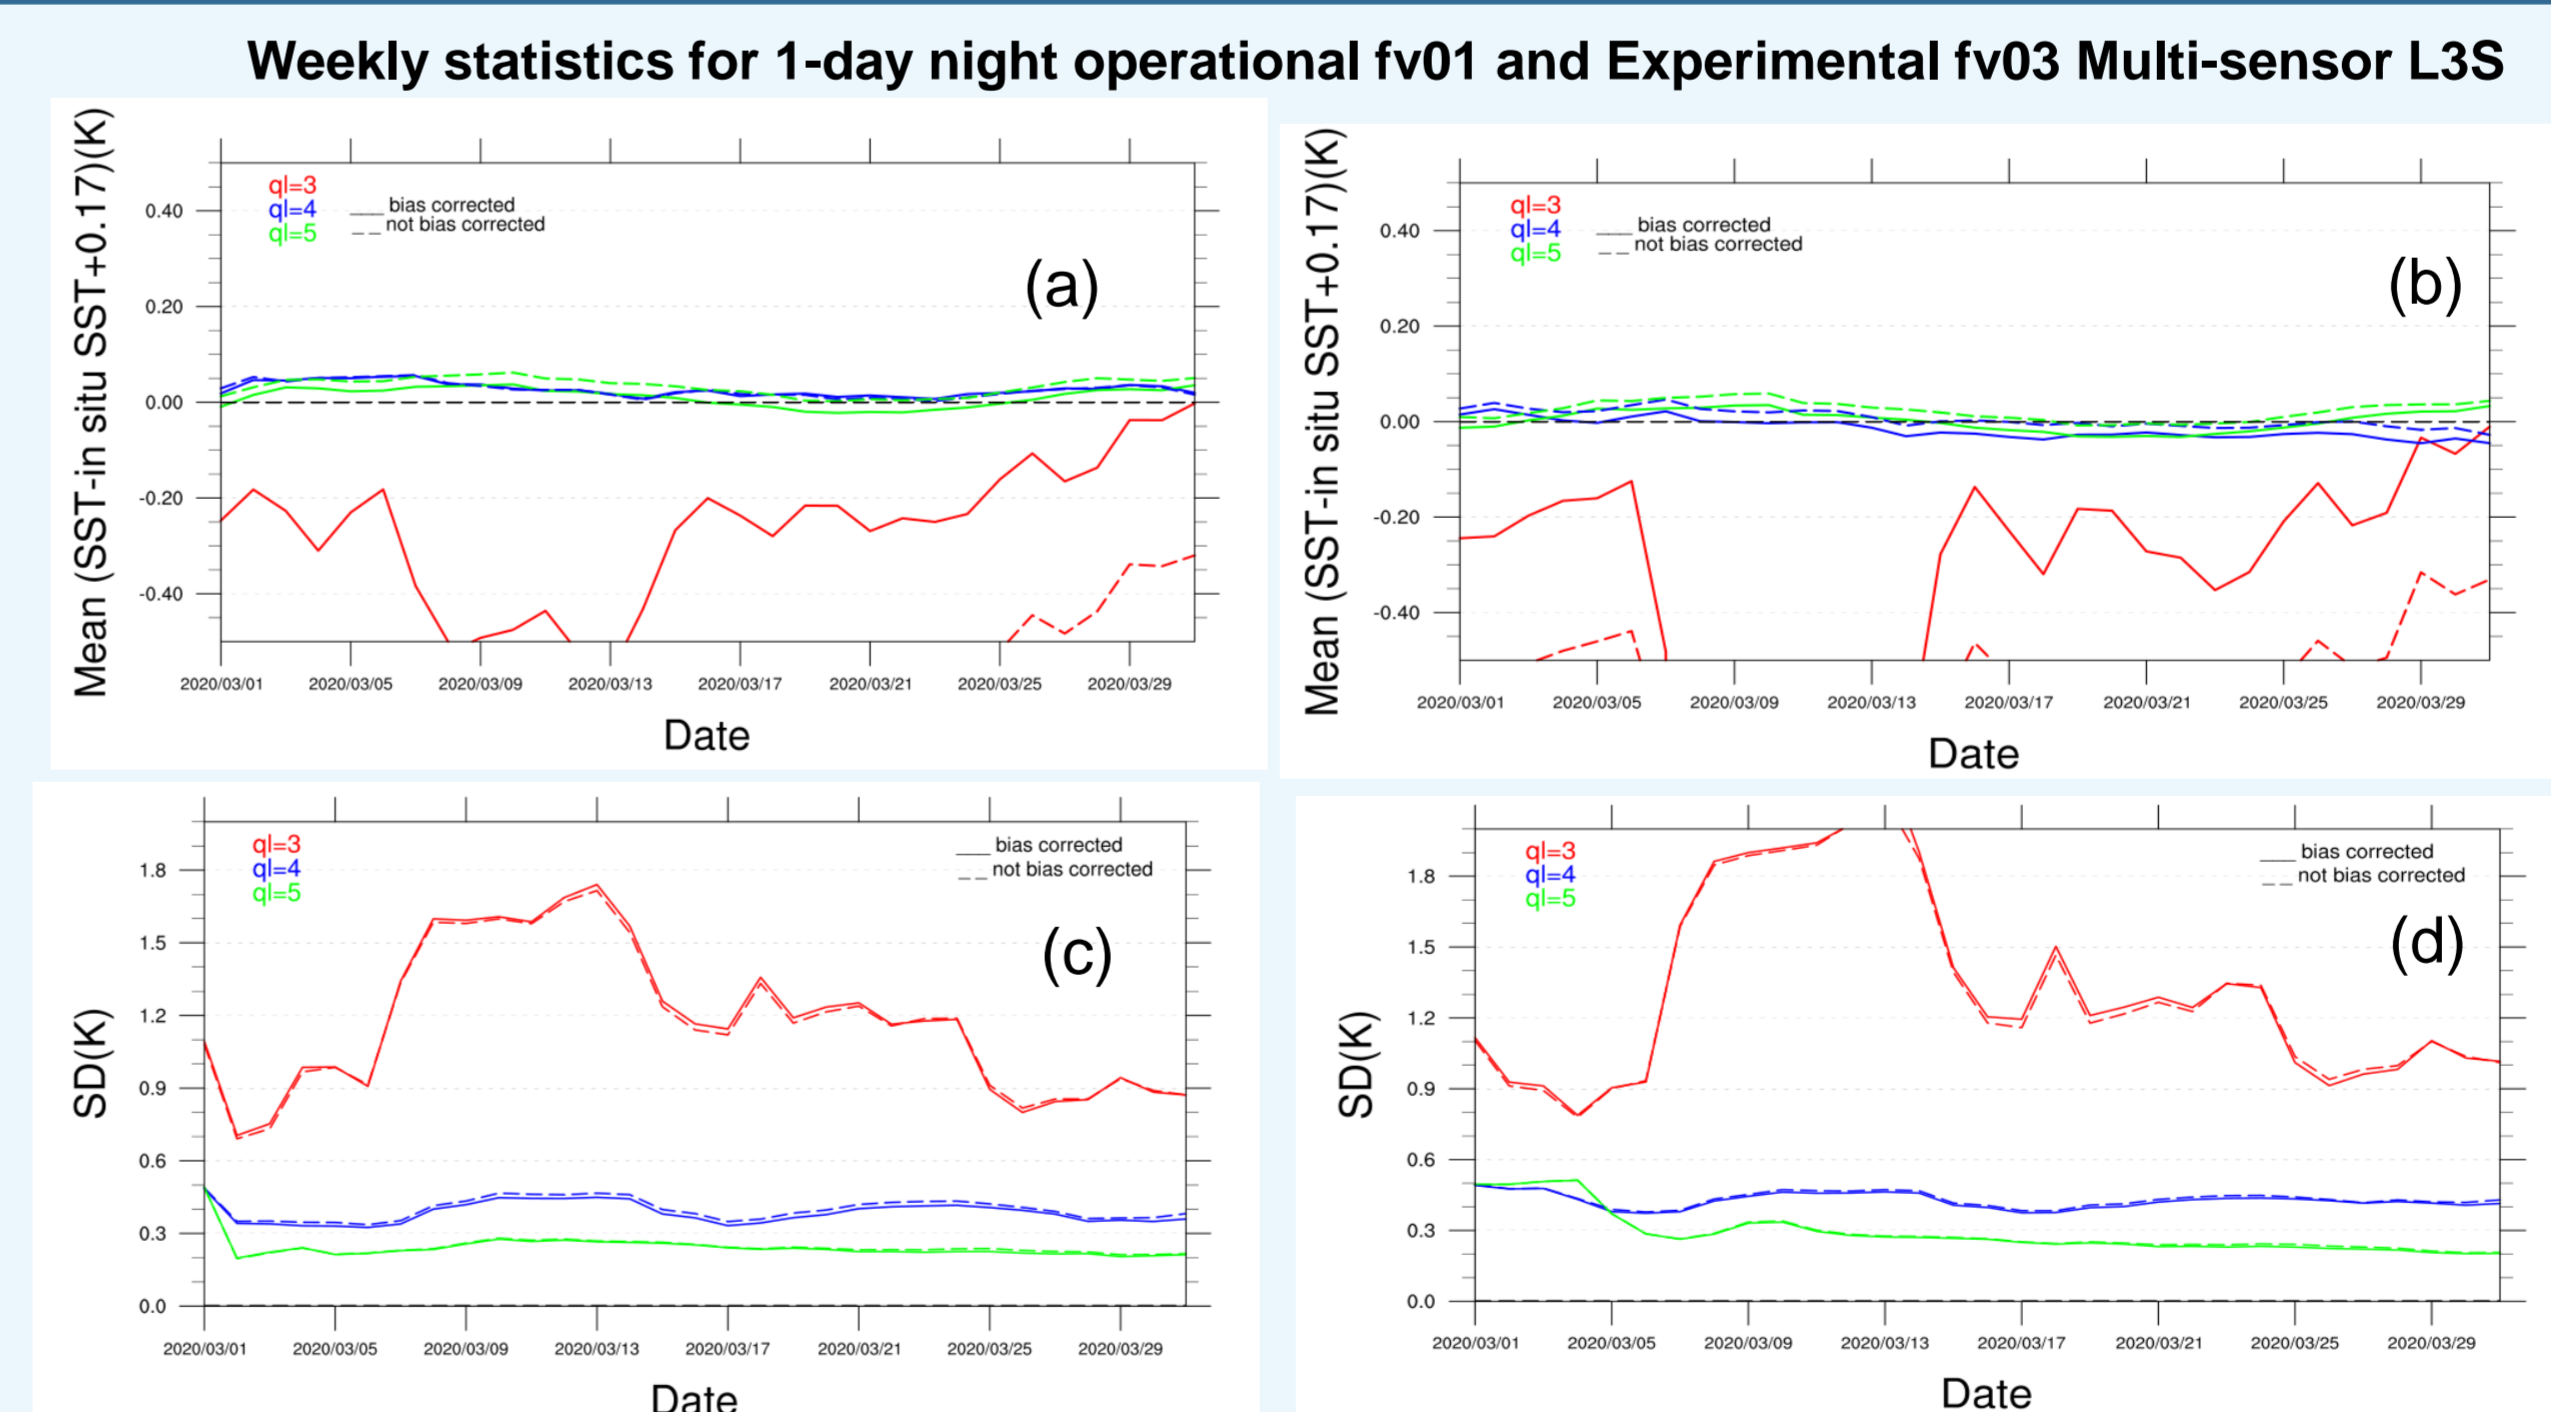 Weekly statistics for 1-day night operational fv01 and Experimental fv03 Multi-sensor L3S
Mean (SST-in situ SST+0.17)(K)
ql=3
ql=4
ql=5
bias corrected
not bias corrected
(a)
0.40
0.20
0.00
-0.20
-0.40
2020/03/01 2020/03/05 2020/03/09 2020/03/13 2020/03/17 2020/03/21 2020/03/25 2020/03/29
Date
Mean (SST-in situ SST+0.17)(K)
ql=3
ql=4
ql=5
bias corrected
not bias corrected
(b)
0.40
0.20
0.00
-0.20
-0.40
2020/03/01 2020/03/05 2020/03/09 2020/03/13 2020/03/17 2020/03/21 2020/03/25 2020/03/29
Date
SD(K)
ql=3
ql=4
ql=5
bias corrected
not bias corrected
(c)
1.8
1.5
1.2
0.9
0.6
0.3
0.0
2020/03/01 2020/03/05 2020/03/09 2020/03/13 2020/03/17 2020/03/21 2020/03/25 2020/03/29
Date
SD(K)
ql=3
ql=4
ql=5
bias corrected
not bias corrected
(d)
1.8
1.5
1.2
0.9
0.6
0.3
0.0
2020/03/01 2020/03/05 2020/03/09 2020/03/13 2020/03/17 2020/03/21 2020/03/25 2020/03/29
Date